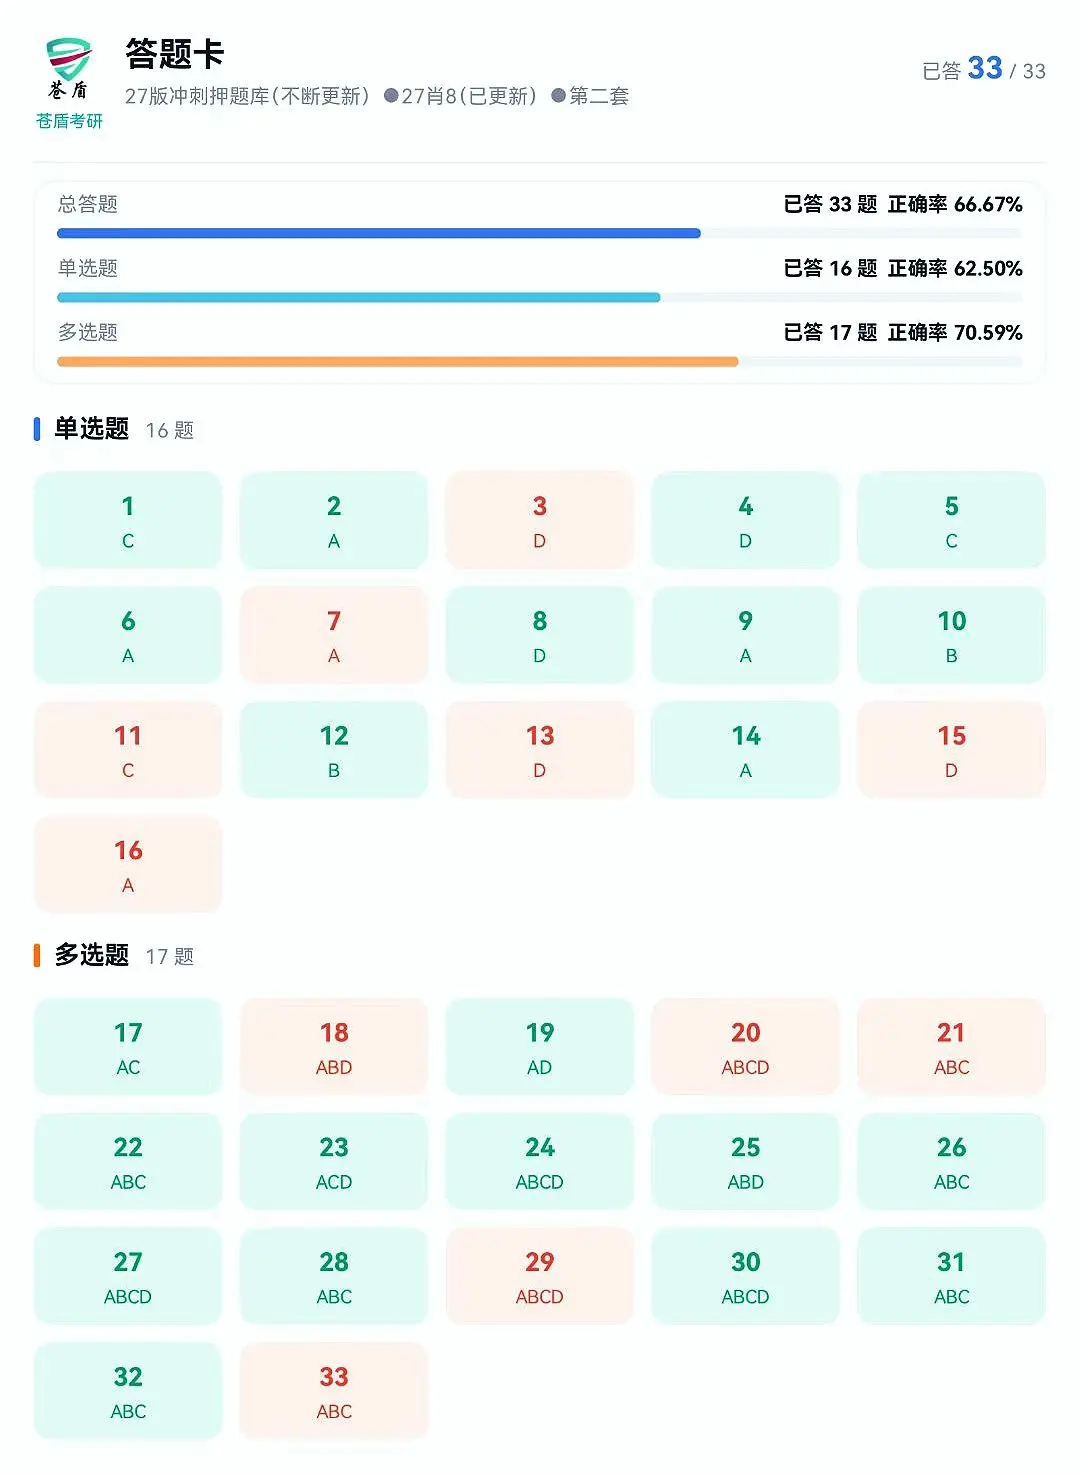 答题卡
27版冲刺押题库(不断更新) ●27肖8(已更新) ●第二套
苍盾
苍盾考研
已答 33 / 33
总答题 已答 33 题 正确率 66.67%
单选题 已答 16 题 正确率 62.50%
多选题 已答 17 题 正确率 70.59%
单选题 16 题
1 2 3 4 5
C A D D C
6 7 8 9 10
A A D A B
11 12 13 14 15
C B D A D
16
A
多选题 17 题
17 18 19 20 21
AC ABD AD ABCD ABC
22 23 24 25 26
ABC ACD ABCD ABD ABC
27 28 29 30 31
ABCD ABC ABCD ABCD ABC
32 33
ABC ABC